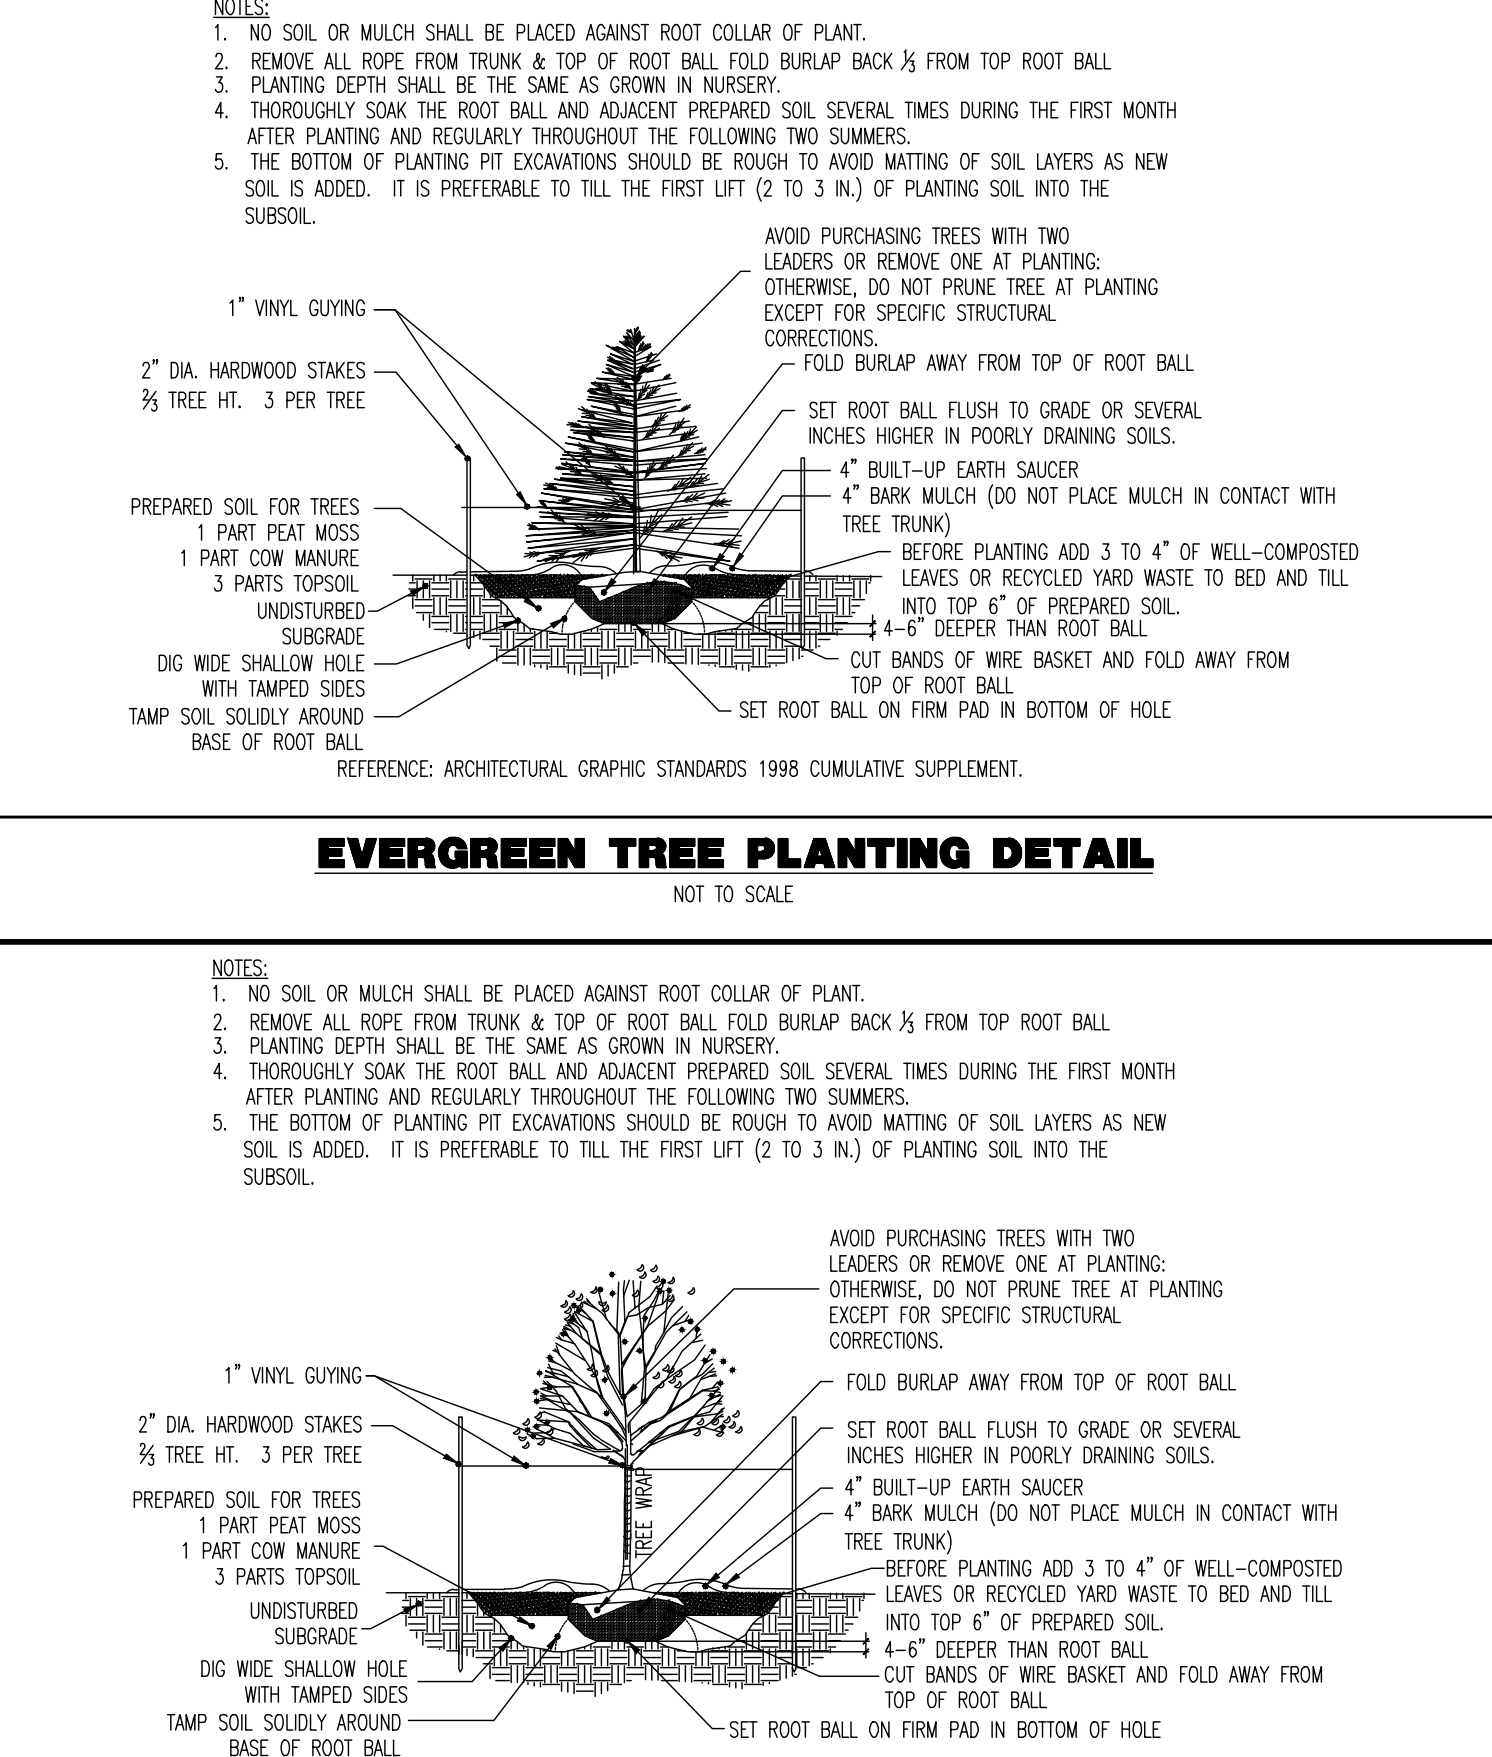 NOTES:
1. NO SOIL OR MULCH SHALL BE PLACED AGAINST ROOT COLLAR OF PLANT.
2. REMOVE ALL ROPE FROM TRUNK & TOP OF ROOT BALL FOLD BURLAP BACK 1/3 FROM TOP ROOT BALL
3. PLANTING DEPTH SHALL BE THE SAME AS GROWN IN NURSERY.
4. THOROUGHLY SOAK THE ROOT BALL AND ADJACENT PREPARED SOIL SEVERAL TIMES DURING THE FIRST MONTH
AFTER PLANTING AND REGULARLY THROUGHOUT THE FOLLOWING TWO SUMMERS.
5. THE BOTTOM OF PLANTING PIT EXCAVATIONS SHOULD BE ROUGH TO AVOID MATTING OF SOIL LAYERS AS NEW
SOIL IS ADDED. IT IS PREFERABLE TO TILL THE FIRST LIFT (2 TO 3 IN.) OF PLANTING SOIL INTO THE
SUBSOIL.
1" VINYL GUYING
2" DIA. HARDWOOD STAKES
2/3 TREE HT. 3 PER TREE
PREPARED SOIL FOR TREES
1 PART PEAT MOSS
1 PART COW MANURE
3 PARTS TOPSOIL
UNDISTURBED
SUBGRADE
DIG WIDE SHALLOW HOLE
WITH TAMPED SIDES
TAMP SOIL SOLIDLY AROUND
BASE OF ROOT BALL
AVOID PURCHASING TREES WITH TWO
LEADERS OR REMOVE ONE AT PLANTING:
OTHERWISE, DO NOT PRUNE TREE AT PLANTING
EXCEPT FOR SPECIFIC STRUCTURAL
CORRECTIONS.
FOLD BURLAP AWAY FROM TOP OF ROOT BALL
SET ROOT BALL FLUSH TO GRADE OR SEVERAL
INCHES HIGHER IN POORLY DRAINING SOILS.
4" BUILT-UP EARTH SAUCER
4" BARK MULCH (DO NOT PLACE MULCH IN CONTACT WITH
TREE TRUNK)
BEFORE PLANTING ADD 3 TO 4" OF WELL-COMPOSTED
LEAVES OR RECYCLED YARD WASTE TO BED AND TILL
INTO TOP 6" OF PREPARED SOIL.
4-6" DEEPER THAN ROOT BALL
CUT BANDS OF WIRE BASKET AND FOLD AWAY FROM
TOP OF ROOT BALL
SET ROOT BALL ON FIRM PAD IN BOTTOM OF HOLE
REFERENCE: ARCHITECTURAL GRAPHIC STANDARDS 1998 CUMULATIVE SUPPLEMENT.
EVERGREEN TREE PLANTING DETAIL
NOT TO SCALE
NOTES:
1. NO SOIL OR MULCH SHALL BE PLACED AGAINST ROOT COLLAR OF PLANT.
2. REMOVE ALL ROPE FROM TRUNK & TOP OF ROOT BALL FOLD BURLAP BACK 1/3 FROM TOP ROOT BALL
3. PLANTING DEPTH SHALL BE THE SAME AS GROWN IN NURSERY.
4. THOROUGHLY SOAK THE ROOT BALL AND ADJACENT PREPARED SOIL SEVERAL TIMES DURING THE FIRST MONTH
AFTER PLANTING AND REGULARLY THROUGHOUT THE FOLLOWING TWO SUMMERS.
5. THE BOTTOM OF PLANTING PIT EXCAVATIONS SHOULD BE ROUGH TO AVOID MATTING OF SOIL LAYERS AS NEW
SOIL IS ADDED. IT IS PREFERABLE TO TILL THE FIRST LIFT (2 TO 3 IN.) OF PLANTING SOIL INTO THE
SUBSOIL.
1" VINYL GUYING
2" DIA. HARDWOOD STAKES
2/3 TREE HT. 3 PER TREE
PREPARED SOIL FOR TREES
1 PART PEAT MOSS
1 PART COW MANURE
3 PARTS TOPSOIL
UNDISTURBED
SUBGRADE
DIG WIDE SHALLOW HOLE
WITH TAMPED SIDES
TAMP SOIL SOLIDLY AROUND
BASE OF ROOT BALL
TREE WRAP
AVOID PURCHASING TREES WITH TWO
LEADERS OR REMOVE ONE AT PLANTING:
OTHERWISE, DO NOT PRUNE TREE AT PLANTING
EXCEPT FOR SPECIFIC STRUCTURAL
CORRECTIONS.
FOLD BURLAP AWAY FROM TOP OF ROOT BALL
SET ROOT BALL FLUSH TO GRADE OR SEVERAL
INCHES HIGHER IN POORLY DRAINING SOILS.
4" BUILT-UP EARTH SAUCER
4" BARK MULCH (DO NOT PLACE MULCH IN CONTACT WITH
TREE TRUNK)
BEFORE PLANTING ADD 3 TO 4" OF WELL-COMPOSTED
LEAVES OR RECYCLED YARD WASTE TO BED AND TILL
INTO TOP 6" OF PREPARED SOIL.
4-6" DEEPER THAN ROOT BALL
CUT BANDS OF WIRE BASKET AND FOLD AWAY FROM
TOP OF ROOT BALL
SET ROOT BALL ON FIRM PAD IN BOTTOM OF HOLE